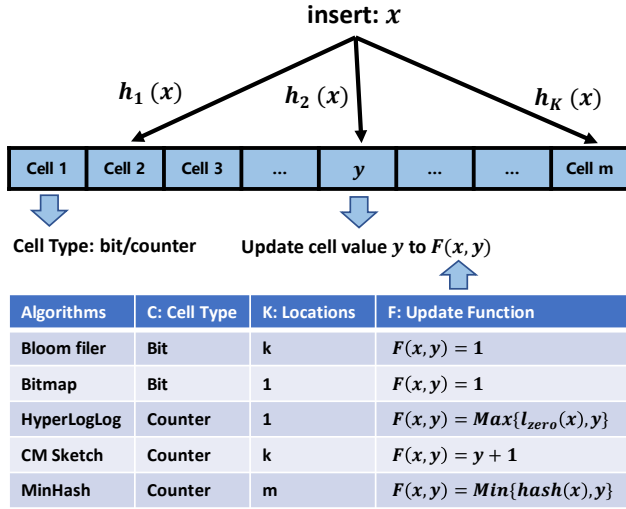 insert: x
h₁ (x)
h₂ (x)
h_K (x)
Cell 1 Cell 2 Cell 3 ... y ... ... Cell m
Cell Type: bit/counter
Update cell value y to F(x, y)
Algorithms C: Cell Type K: Locations F: Update Function
Bloom filer Bit k F(x, y) = 1
Bitmap Bit 1 F(x, y) = 1
HyperLogLog Counter 1 F(x, y) = Max{l_zero(x), y}
CM Sketch Counter k F(x, y) = y + 1
MinHash Counter m F(x, y) = Min{hash(x), y}